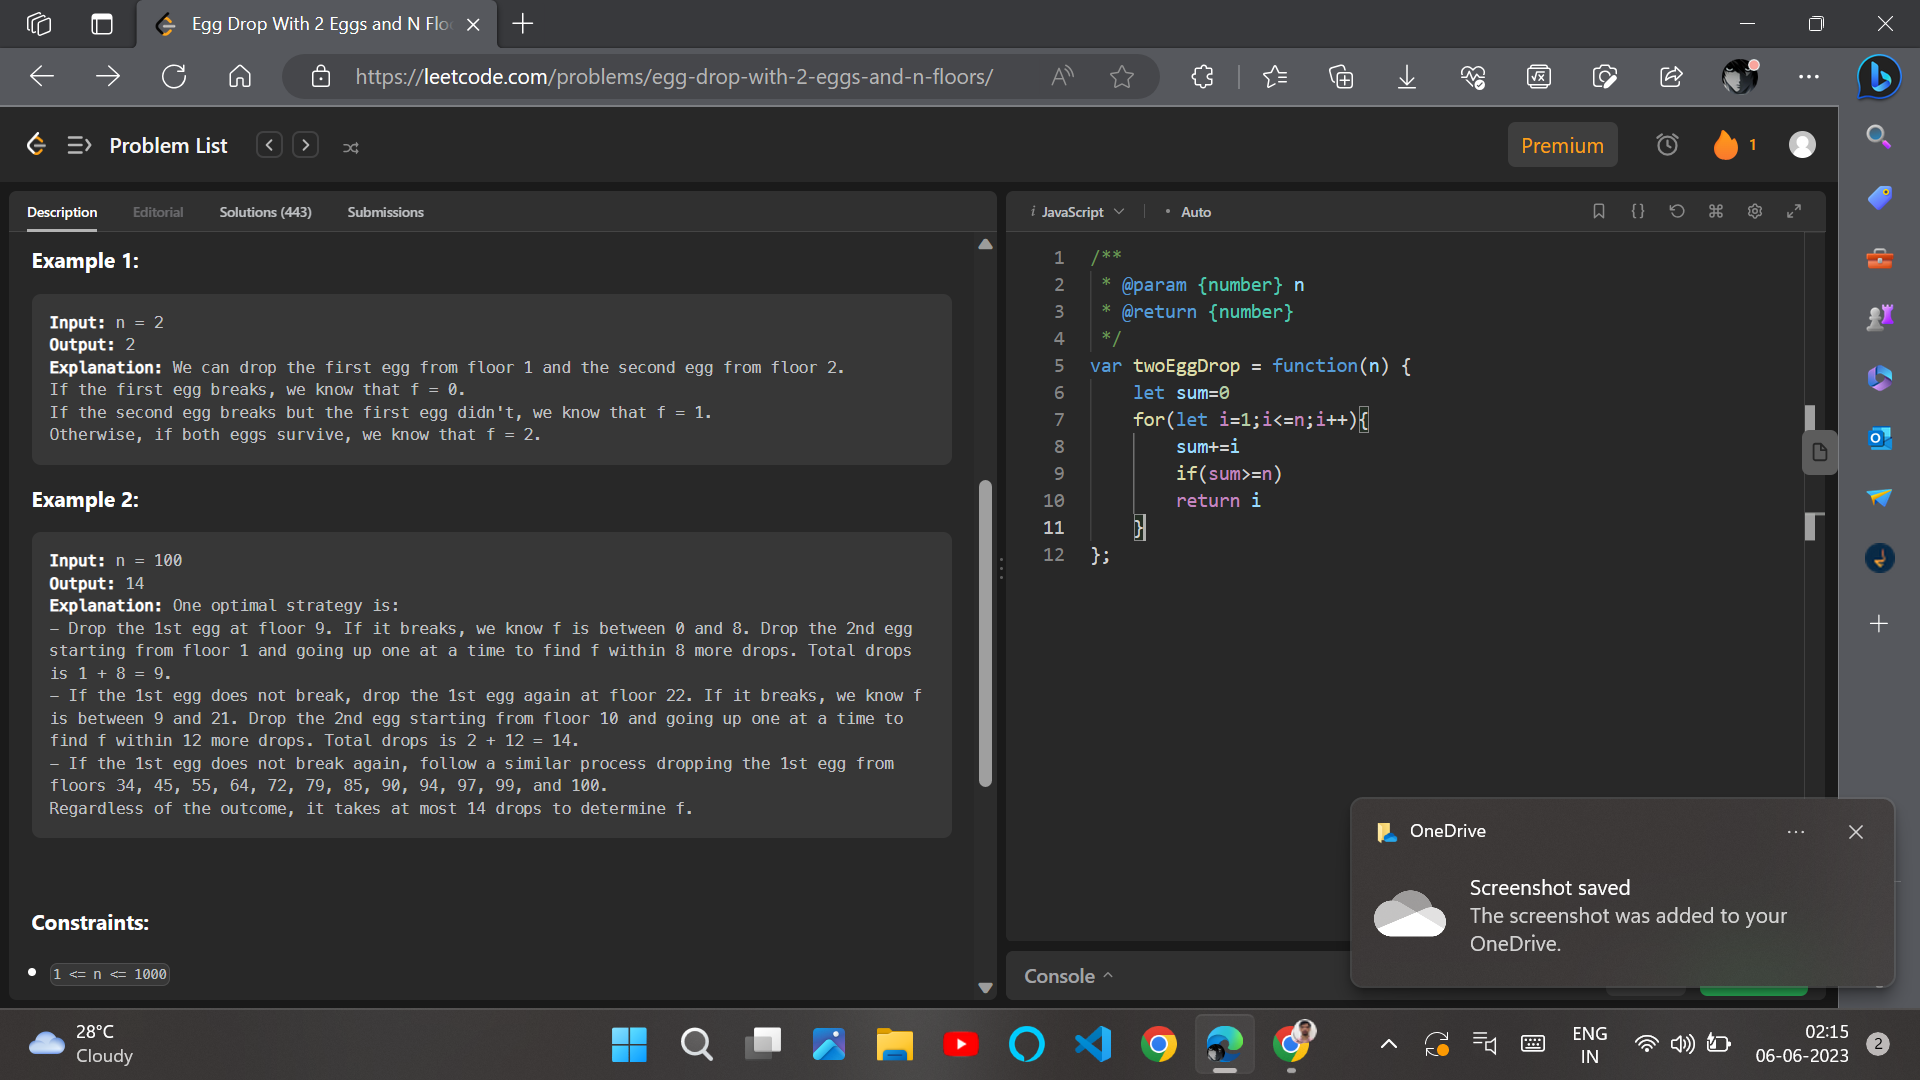 Egg Drop With 2 Eggs and N Flo
https://leetcode.com/problems/egg-drop-with-2-eggs-and-n-floors/
Problem List
Premium
1
Description
Editorial
Solutions (443)
Submissions
Example 1:
Input: n = 2
Output: 2
Explanation: We can drop the first egg from floor 1 and the second egg from floor 2.
If the first egg breaks, we know that f = 0.
If the second egg breaks but the first egg didn't, we know that f = 1.
Otherwise, if both eggs survive, we know that f = 2.
Example 2:
Input: n = 100
Output: 14
Explanation: One optimal strategy is:
- Drop the 1st egg at floor 9. If it breaks, we know f is between 0 and 8. Drop the 2nd egg
starting from floor 1 and going up one at a time to find f within 8 more drops. Total drops
is 1 + 8 = 9.
- If the 1st egg does not break, drop the 1st egg again at floor 22. If it breaks, we know f
is between 9 and 21. Drop the 2nd egg starting from floor 10 and going up one at a time to
find f within 12 more drops. Total drops is 2 + 12 = 14.
- If the 1st egg does not break again, follow a similar process dropping the 1st egg from
floors 34, 45, 55, 64, 72, 79, 85, 90, 94, 97, 99, and 100.
Regardless of the outcome, it takes at most 14 drops to determine f.
Constraints:
• 1 <= n <= 1000
i JavaScript
• Auto
1 /**
2 * @param {number} n
3 * @return {number}
4 */
5 var twoEggDrop = function(n) {
6 let sum=0
7 for(let i=1;i<=n;i++){
8 sum+=i
9 if(sum>=n)
10 return i
11 }
12 };
Console
OneDrive
Screenshot saved
The screenshot was added to your
OneDrive.
28°C
Cloudy
ENG
IN
02:15
06-06-2023
2